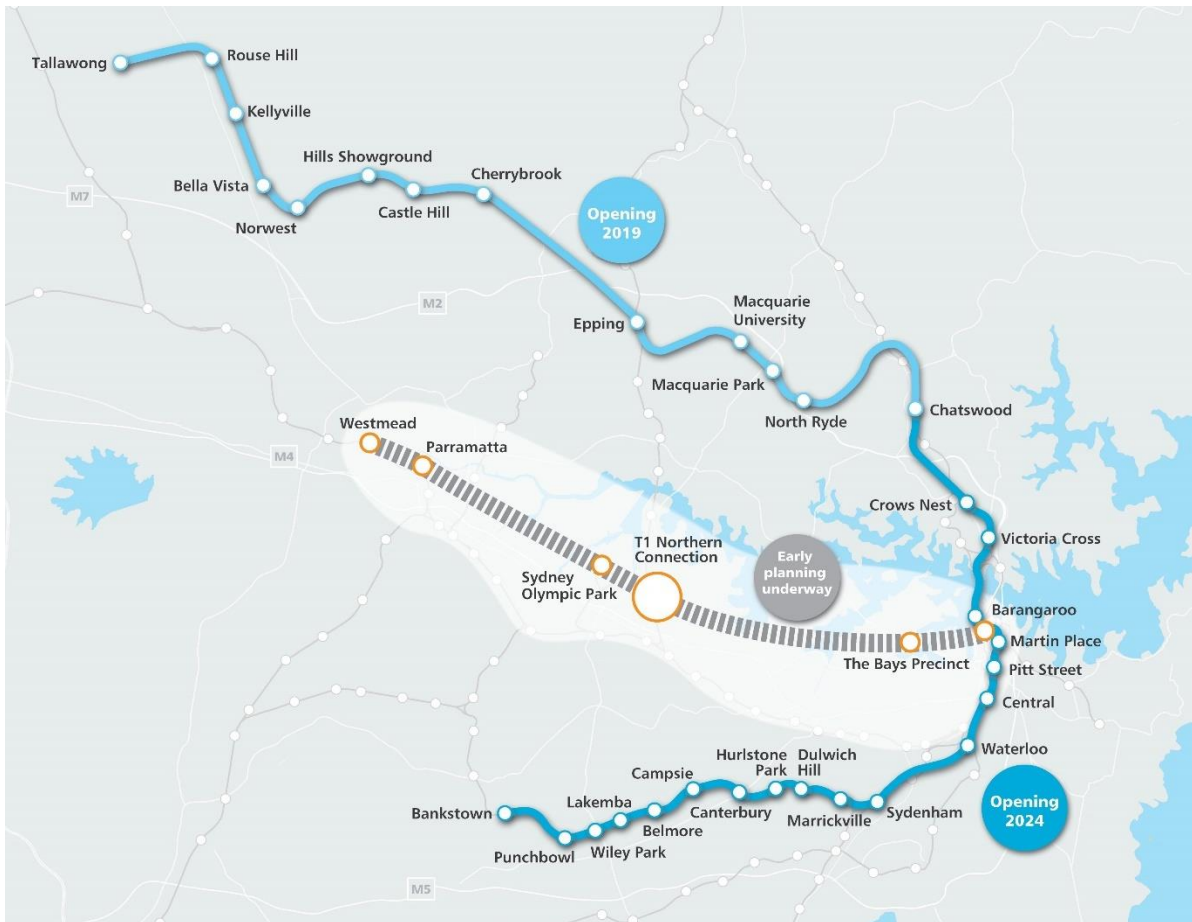 Tallawong
Rouse Hill
Kellyville
Hills Showground
Cherrybrook
Bella Vista
M7
Norwest
Castle Hill
Opening
2019
M2
Epping
Macquarie
University
Macquarie Park
North Ryde
Chatswood
Westmead
Parramatta
M4
Crows Nest
Victoria Cross
T1 Northern
Connection
Early
planning
underway
Sydney
Olympic Park
Barangaroo
Martin Place
The Bays Precinct
Pitt Street
Central
Waterloo
Hurlstone
Park
Dulwich
Hill
Campsie
Lakemba
Bankstown
Canterbury
Sydenham
Opening
2024
Marrickville
Belmore
Wiley Park
Punchbowl
M5